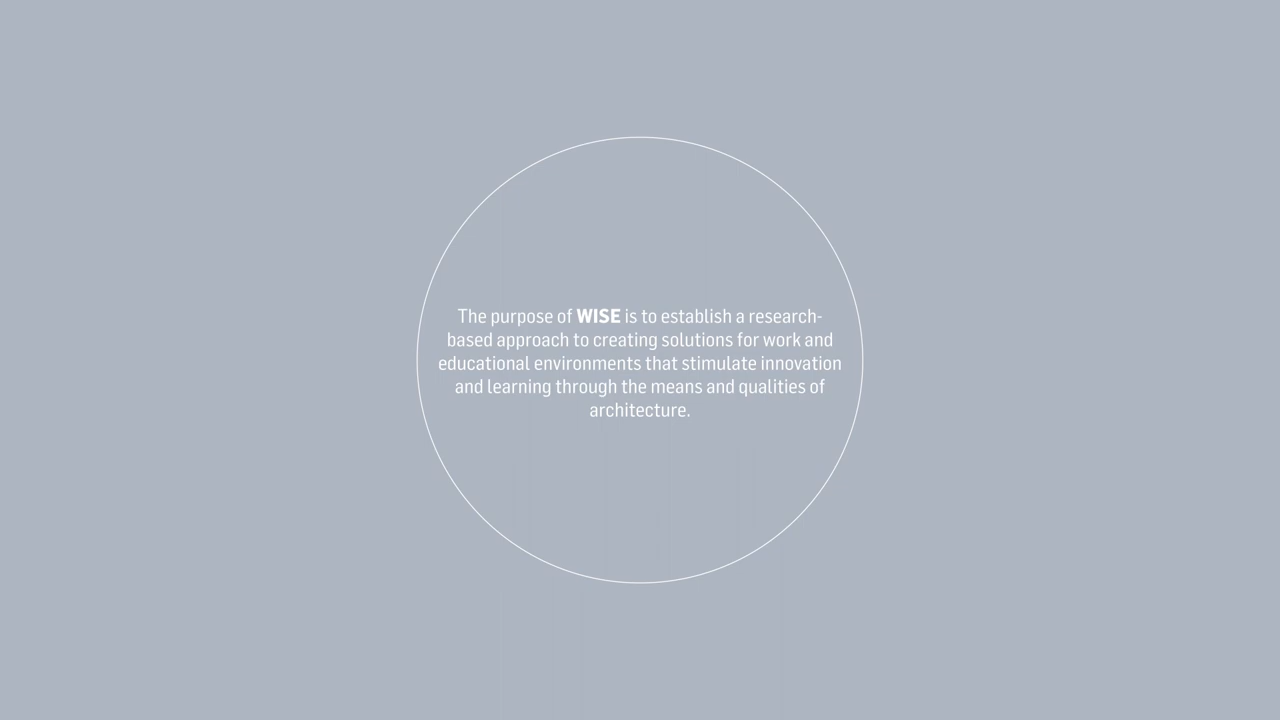 The purpose of WISE is to establish a research-
based approach to creating solutions for work and
educational environments that stimulate innovation
and learning through the means and qualities of
architecture.